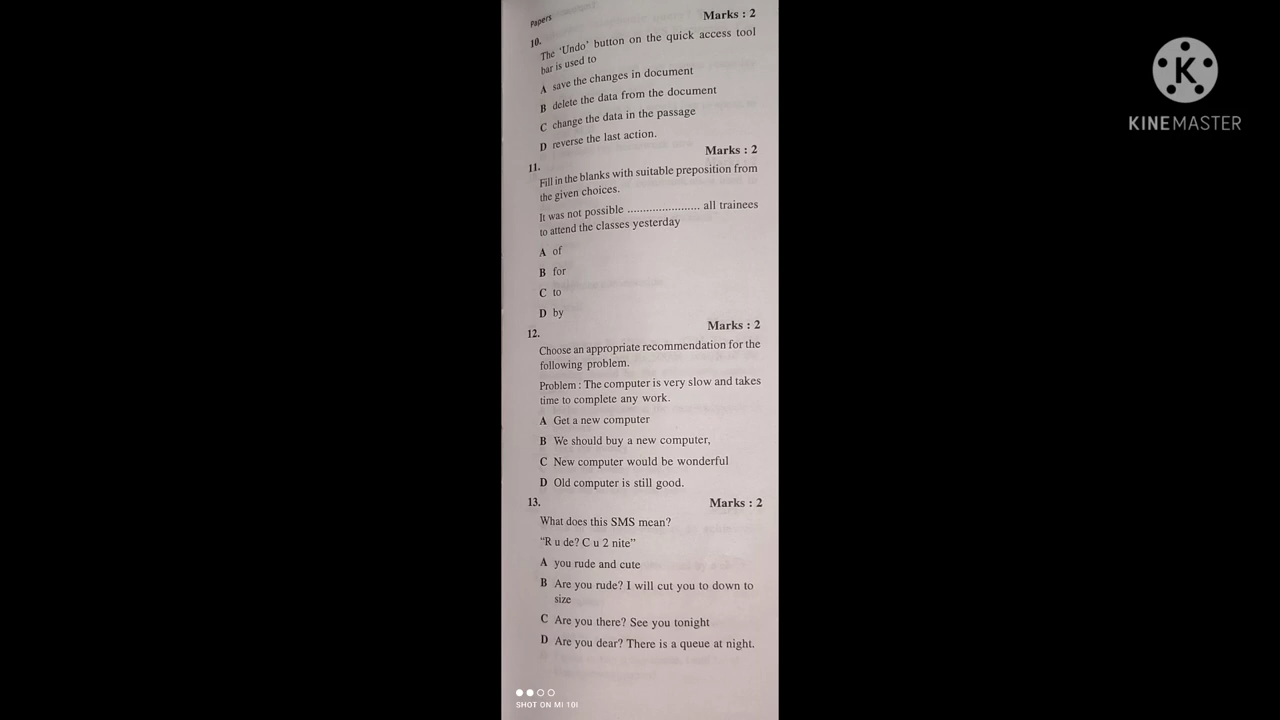 Papers
Marks : 2
10.
The ‘Undo’ button on the quick access tool
bar is used to
A save the changes in document
B delete the data from the document
C change the data in the passage
D reverse the last action.
Marks : 2
11.
Fill in the blanks with suitable preposition from
the given choices.
It was not possible ....................... all trainees
to attend the classes yesterday
A of
B for
C to
D by
Marks : 2
12.
Choose an appropriate recommendation for the
following problem.
Problem : The computer is very slow and takes
time to complete any work.
A Get a new computer
B We should buy a new computer,
C New computer would be wonderful
D Old computer is still good.
13.
Marks : 2
What does this SMS mean?
“R u de? C u 2 nite”
A you rude and cute
B Are you rude? I will cut you to down to
size
C Are you there? See you tonight
D Are you dear? There is a queue at night.
SHOT ON MI 10I
K
KINEMASTER